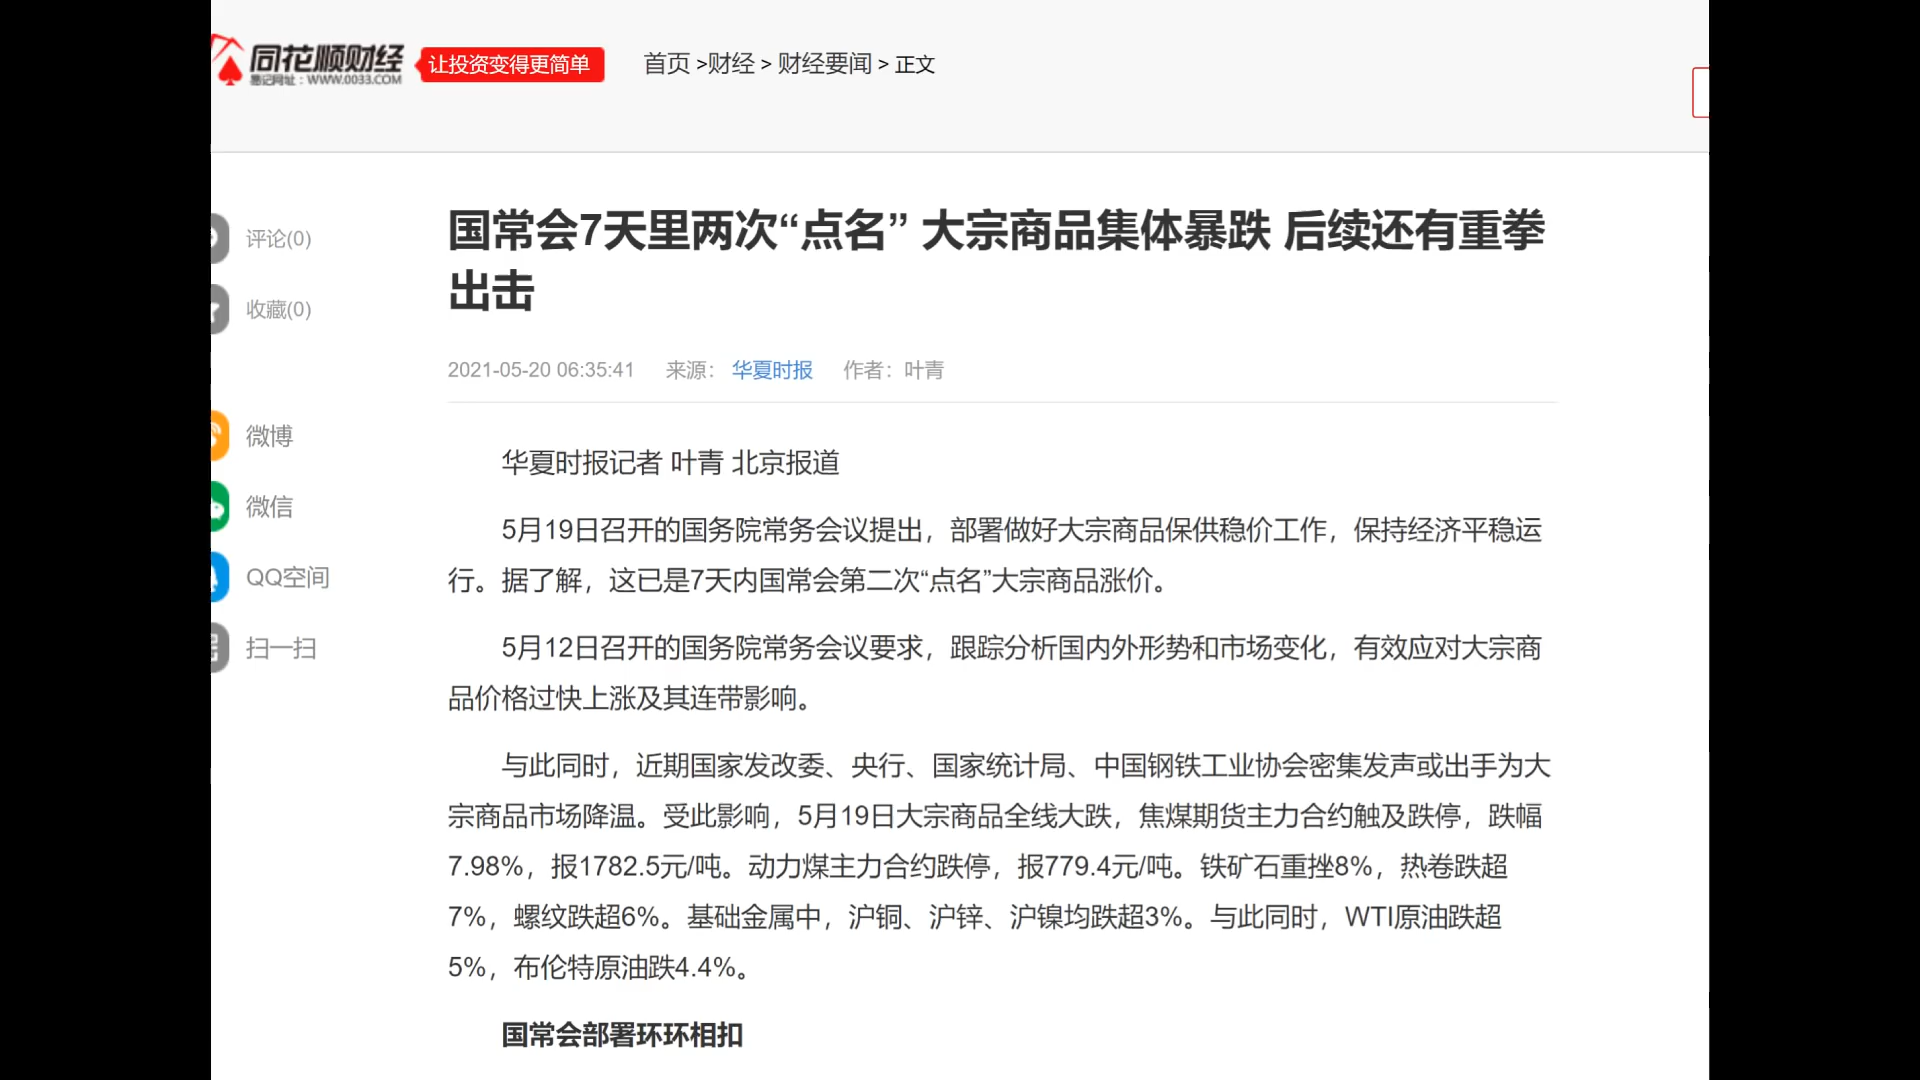 同花顺财经
易记网址：WWW.0033.COM
让投资变得更简单
首页 >财经 > 财经要闻 > 正文
评论(0)
收藏(0)
微博
微信
QQ空间
扫一扫
国常会7天里两次“点名” 大宗商品集体暴跌 后续还有重拳
出击
2021-05-20 06:35:41 来源： 华夏时报 作者：叶青
华夏时报记者 叶青 北京报道
5月19日召开的国务院常务会议提出，部署做好大宗商品保供稳价工作，保持经济平稳运
行。据了解，这已是7天内国常会第二次“点名”大宗商品涨价。
5月12日召开的国务院常务会议要求，跟踪分析国内外形势和市场变化，有效应对大宗商
品价格过快上涨及其连带影响。
与此同时，近期国家发改委、央行、国家统计局、中国钢铁工业协会密集发声或出手为大
宗商品市场降温。受此影响，5月19日大宗商品全线大跌，焦煤期货主力合约触及跌停，跌幅
7.98%，报1782.5元/吨。动力煤主力合约跌停，报779.4元/吨。铁矿石重挫8%，热卷跌超
7%，螺纹跌超6%。基础金属中，沪铜、沪锌、沪镍均跌超3%。与此同时，WTI原油跌超
5%，布伦特原油跌4.4%。
国常会部署环环相扣